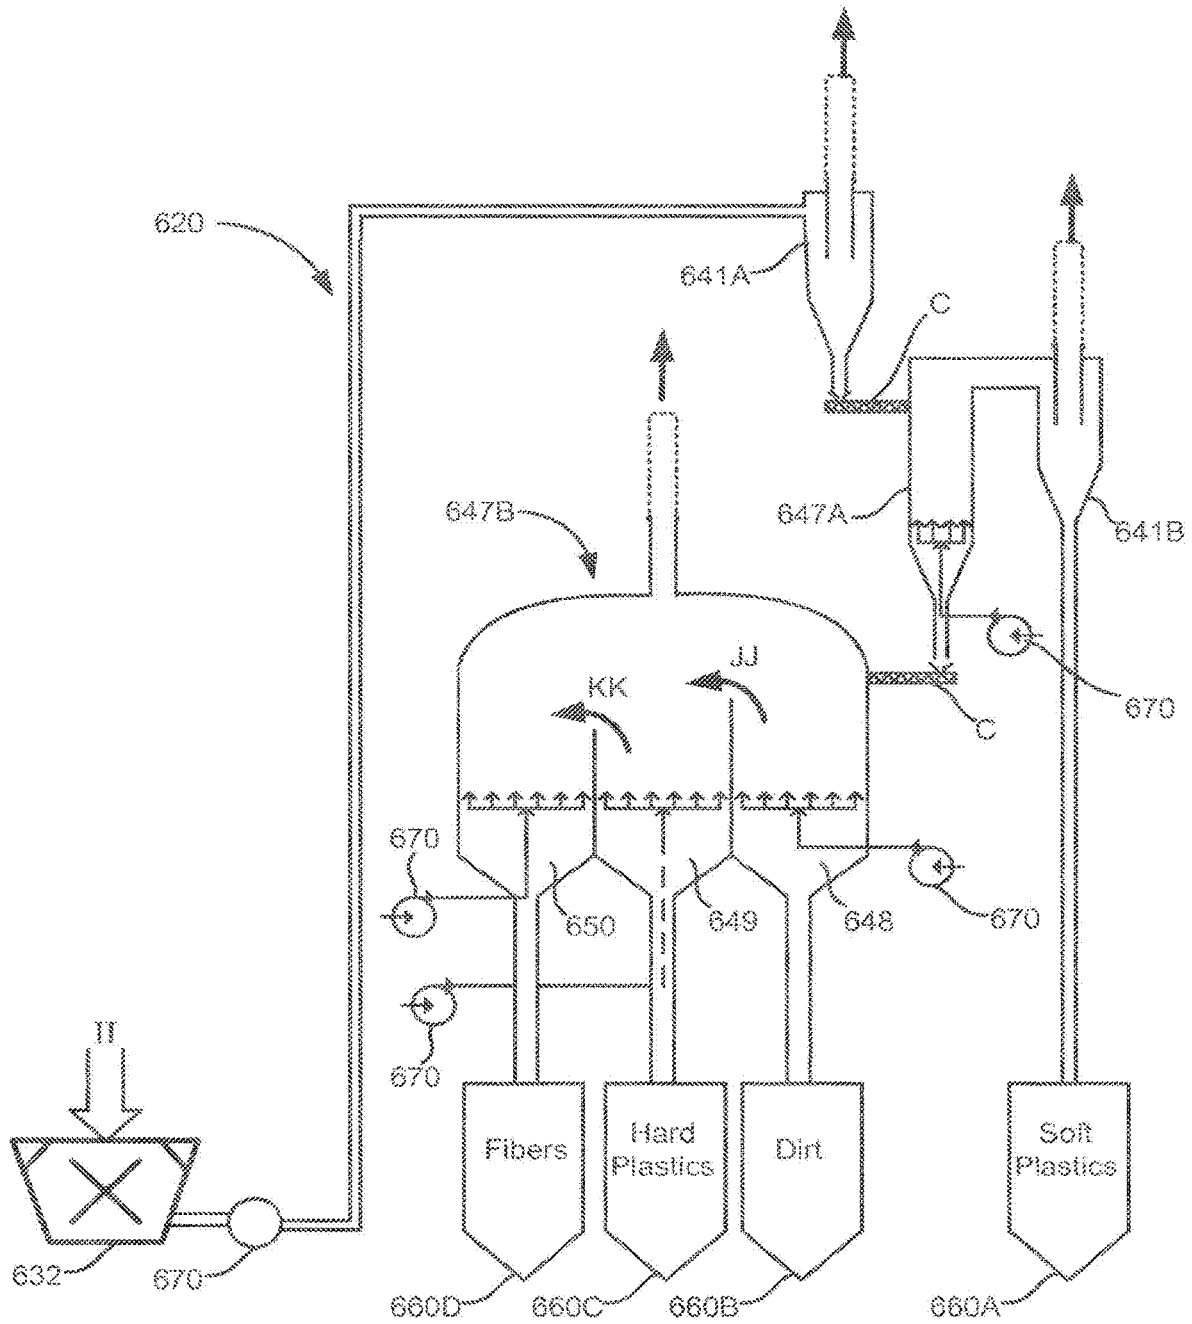 620
641A
C
647B
647A
641B
JJ
KK
670
C
670
650
649
648
670
670
II
Fibers
Hard
Plastics
Dirt
Soft
Plastics
632
670
660D
660C
660B
660A